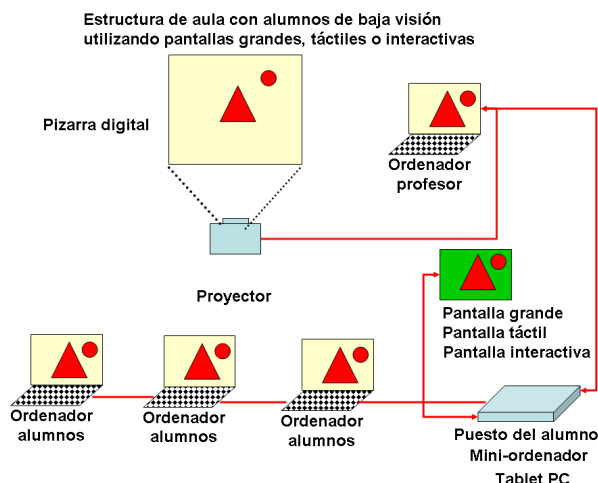 Estructura de aula con alumnos de baja visión
utilizando pantallas grandes, táctiles o interactivas
Pizarra digital
Ordenador
profesor
Proyector
Pantalla grande
Pantalla táctil
Pantalla interactiva
Ordenador
alumnos
Ordenador
alumnos
Ordenador
alumnos
Puesto del alumno
Mini-ordenador
Tablet PC